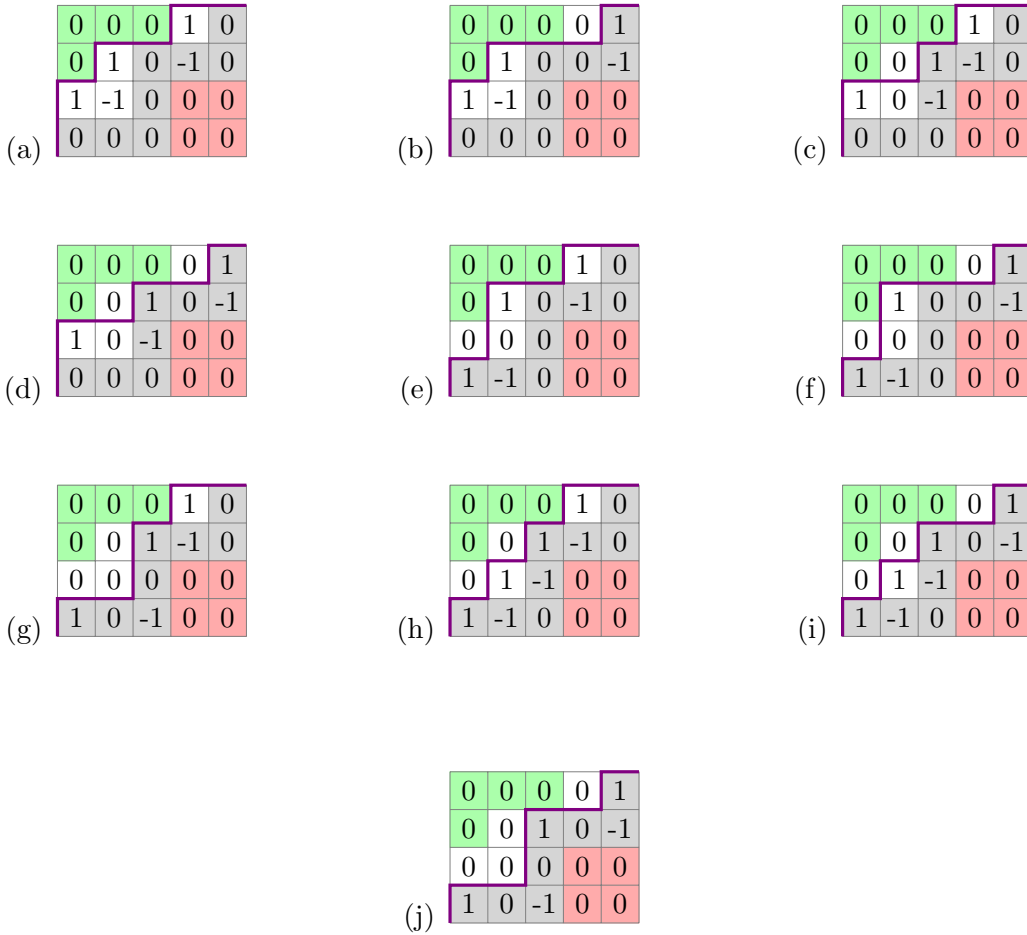 0 0 0 1 0
0 1 0 -1 0
1 -1 0 0 0
(a) 0 0 0 0 0
0 0 0 0 1
0 1 0 0 -1
1 -1 0 0 0
(b) 0 0 0 0 0
0 0 0 1 0
0 0 1 -1 0
1 0 -1 0 0
(c) 0 0 0 0 0
0 0 0 0 1
0 0 1 0 -1
1 0 -1 0 0
(d) 0 0 0 0 0
0 0 0 1 0
0 1 0 -1 0
0 0 0 0 0
(e) 1 -1 0 0 0
0 0 0 0 1
0 1 0 0 -1
0 0 0 0 0
(f) 1 -1 0 0 0
0 0 0 1 0
0 0 1 -1 0
0 0 0 0 0
(g) 1 0 -1 0 0
0 0 0 1 0
0 0 1 -1 0
0 1 -1 0 0
(h) 1 -1 0 0 0
0 0 0 0 1
0 0 1 0 -1
0 1 -1 0 0
(i) 1 -1 0 0 0
0 0 0 0 1
0 0 1 0 -1
0 0 0 0 0
(j) 1 0 -1 0 0